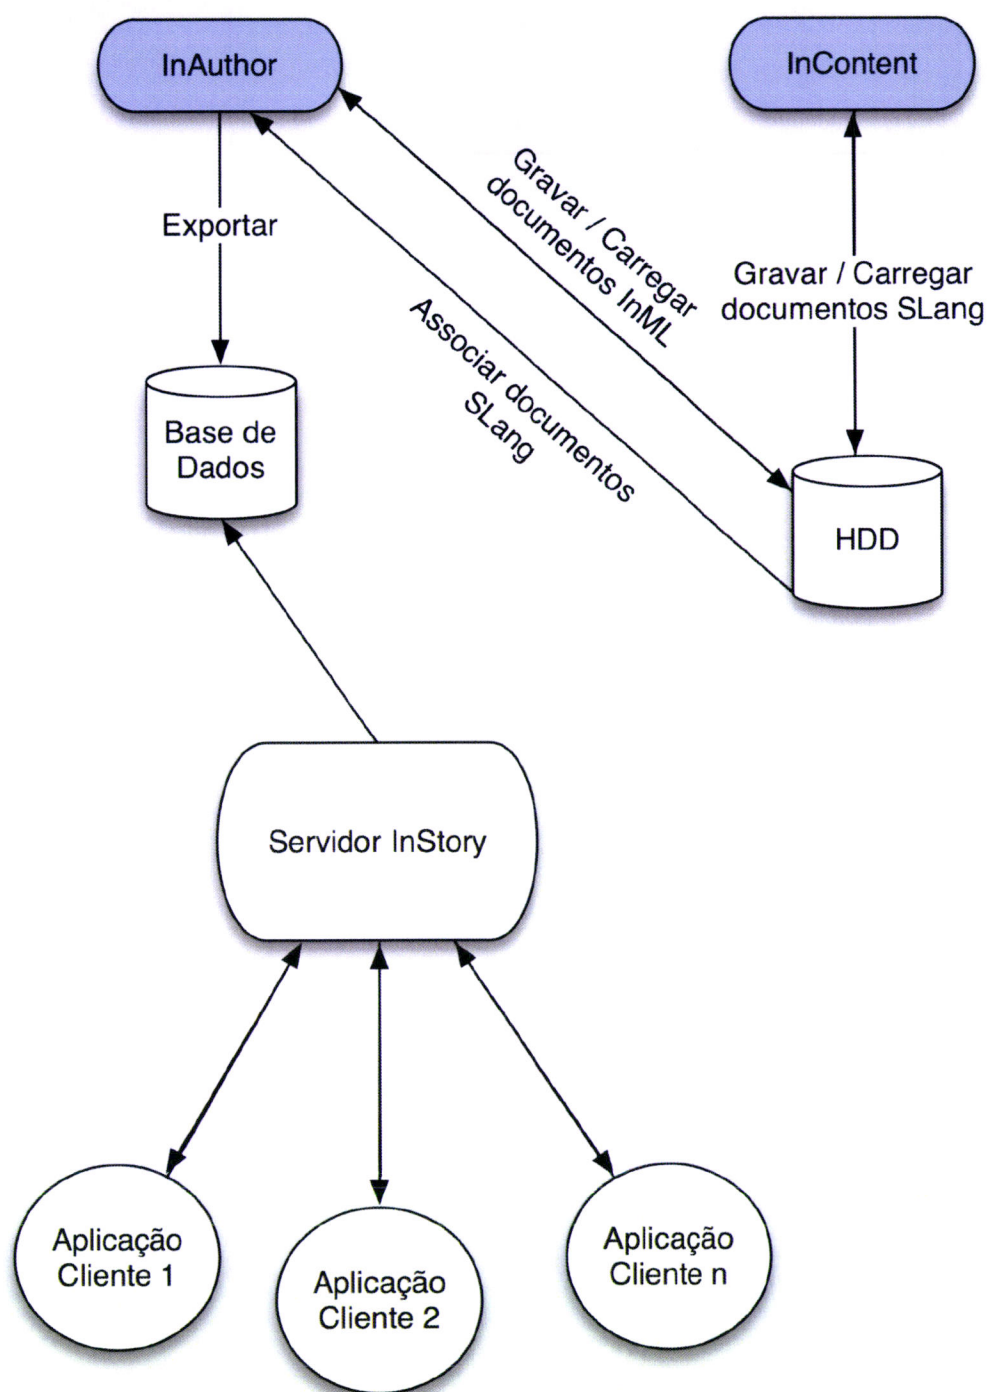 InAuthor
InContent
Exportar
Gravar / Carregar
documentos InML
Gravar / Carregar
documentos SLang
Associar documentos
SLang
Base de
Dados
HDD
Servidor InStory
Aplicação
Cliente 1
Aplicação
Cliente 2
Aplicação
Cliente n